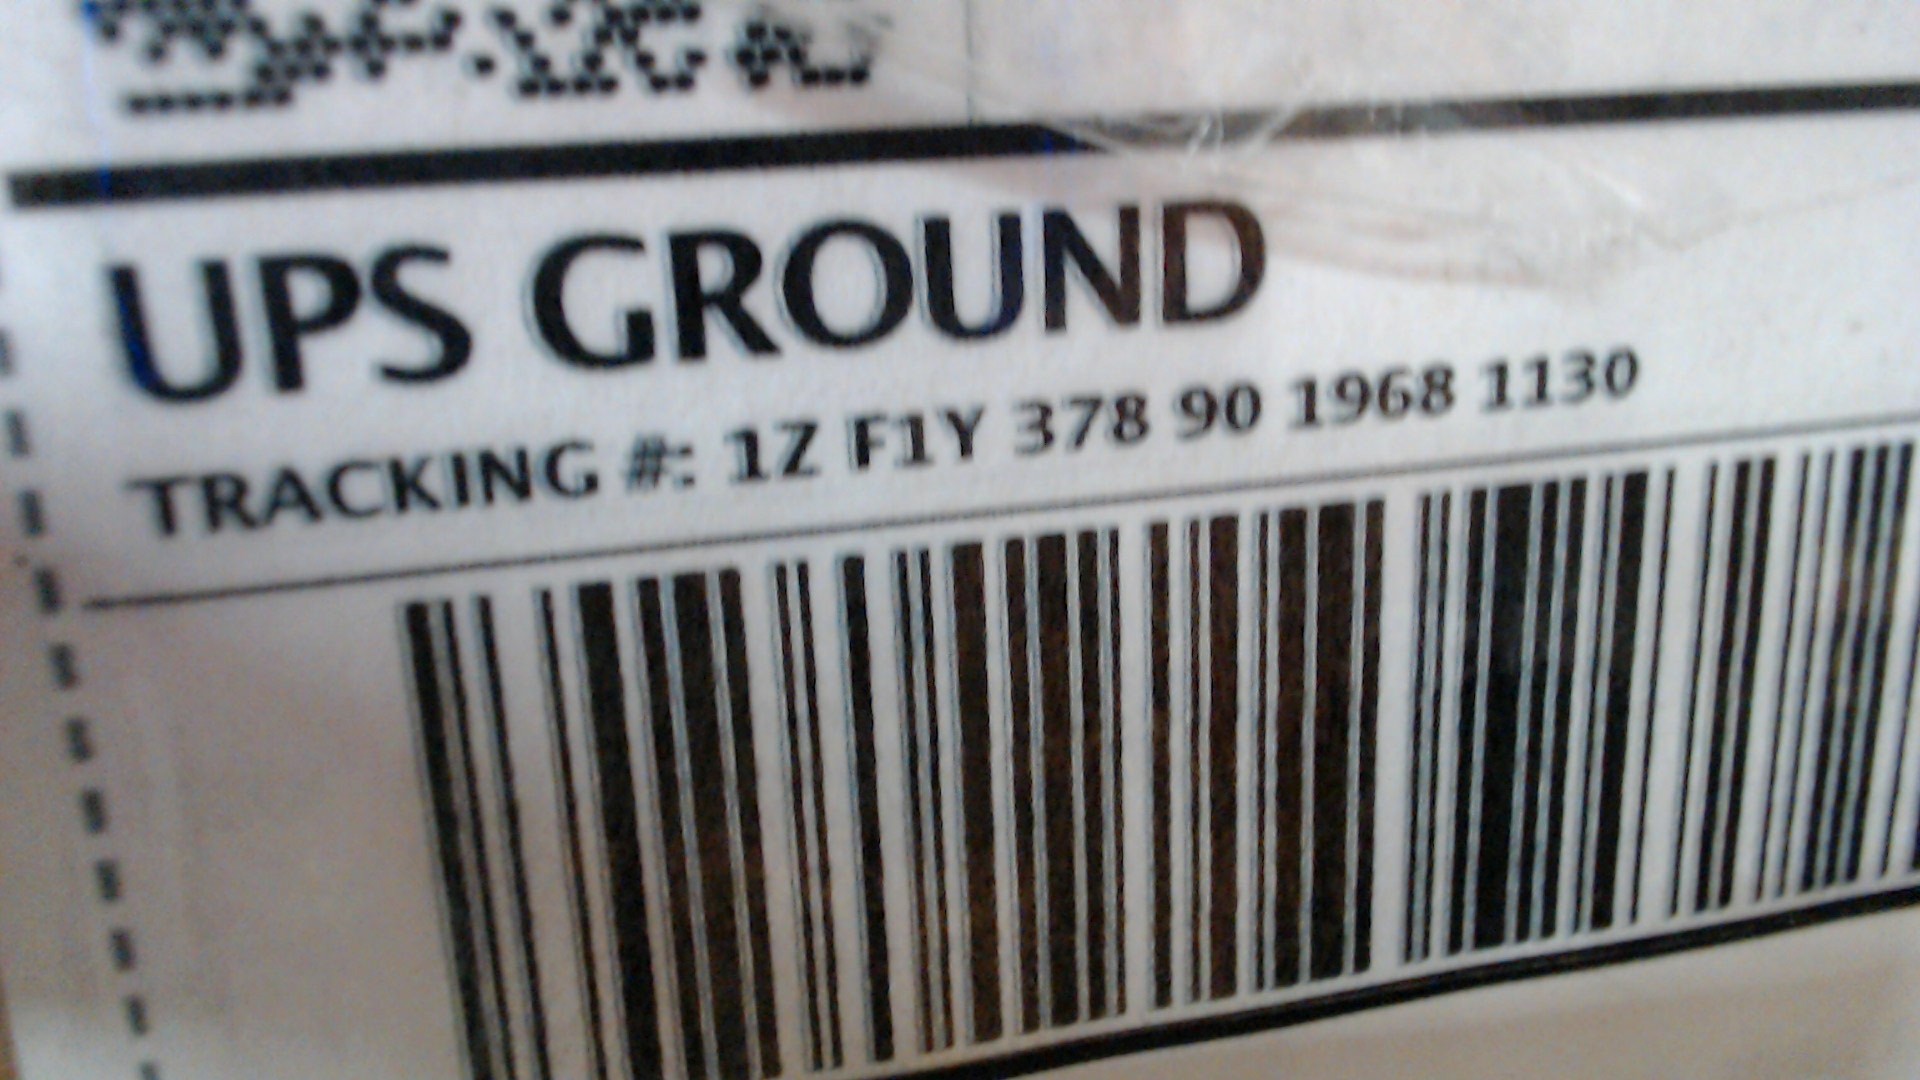 UPS GROUND
TRACKING #: 1Z F1Y 378 90 1968 1130